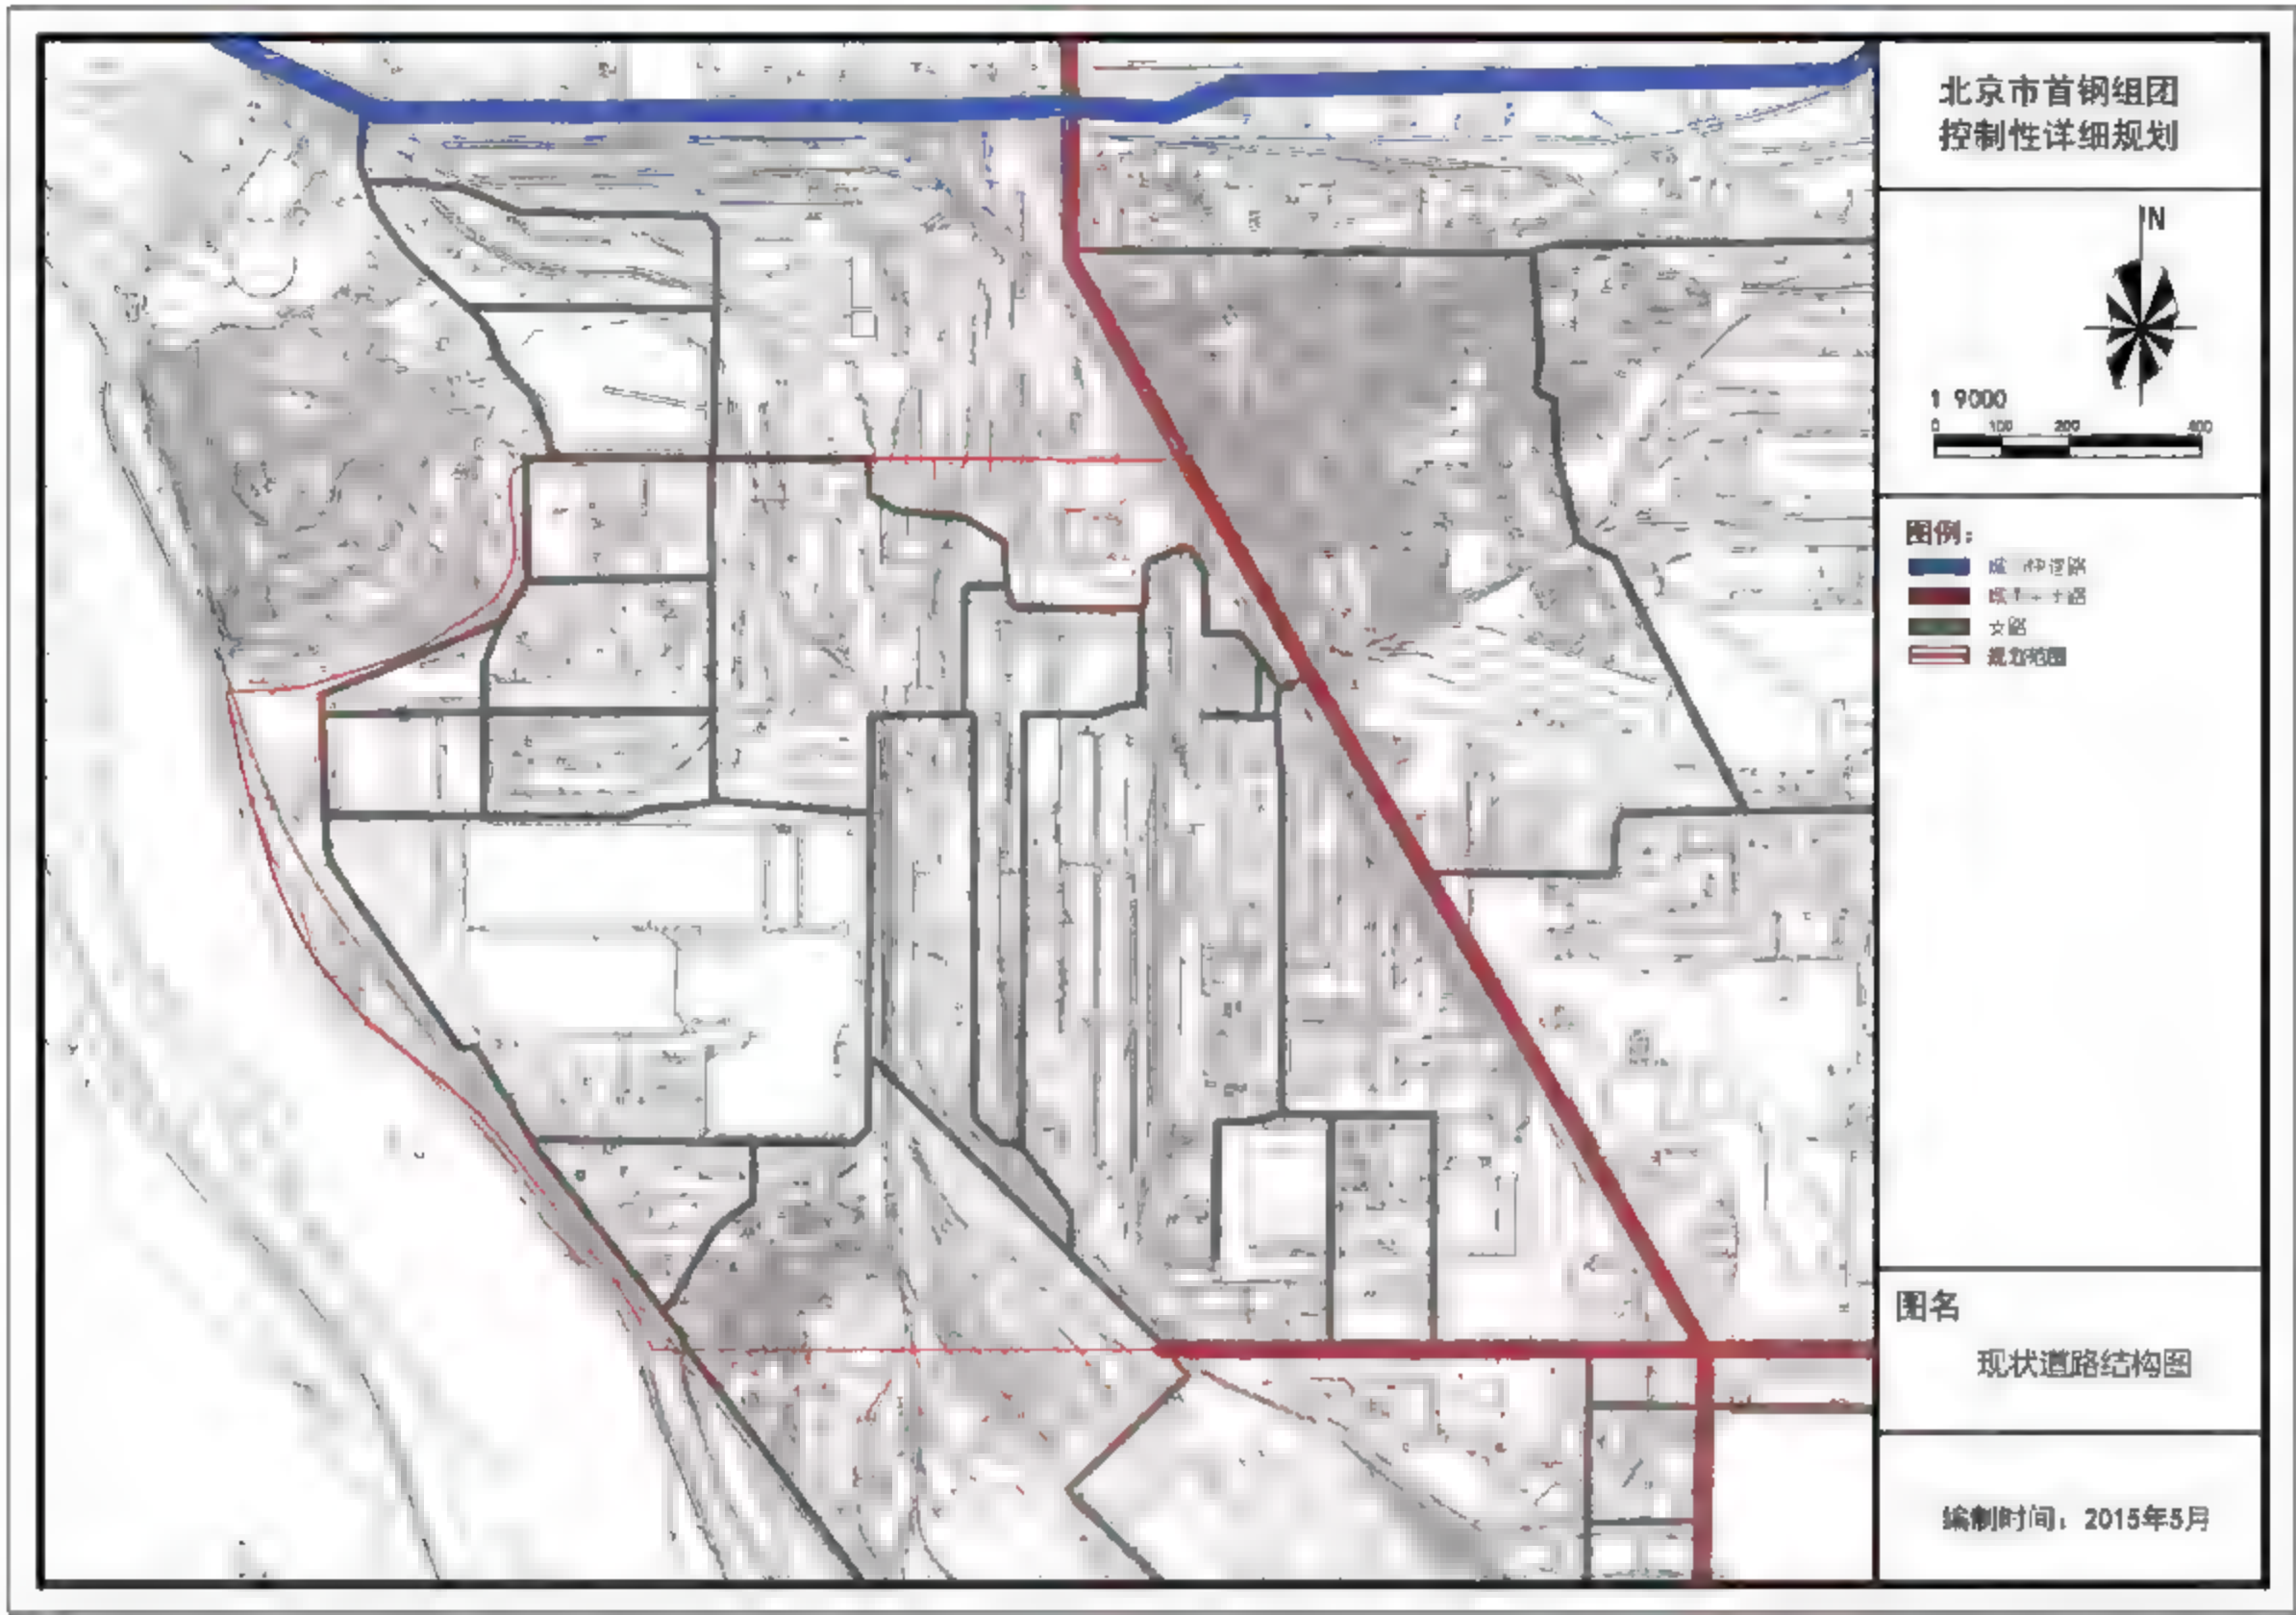 北京市首钢组团
控制性详细规划
N
1 9000
0 100 200 400
图例:
支路
规划范围
图名
现状道路结构图
编制时间: 2015年5月